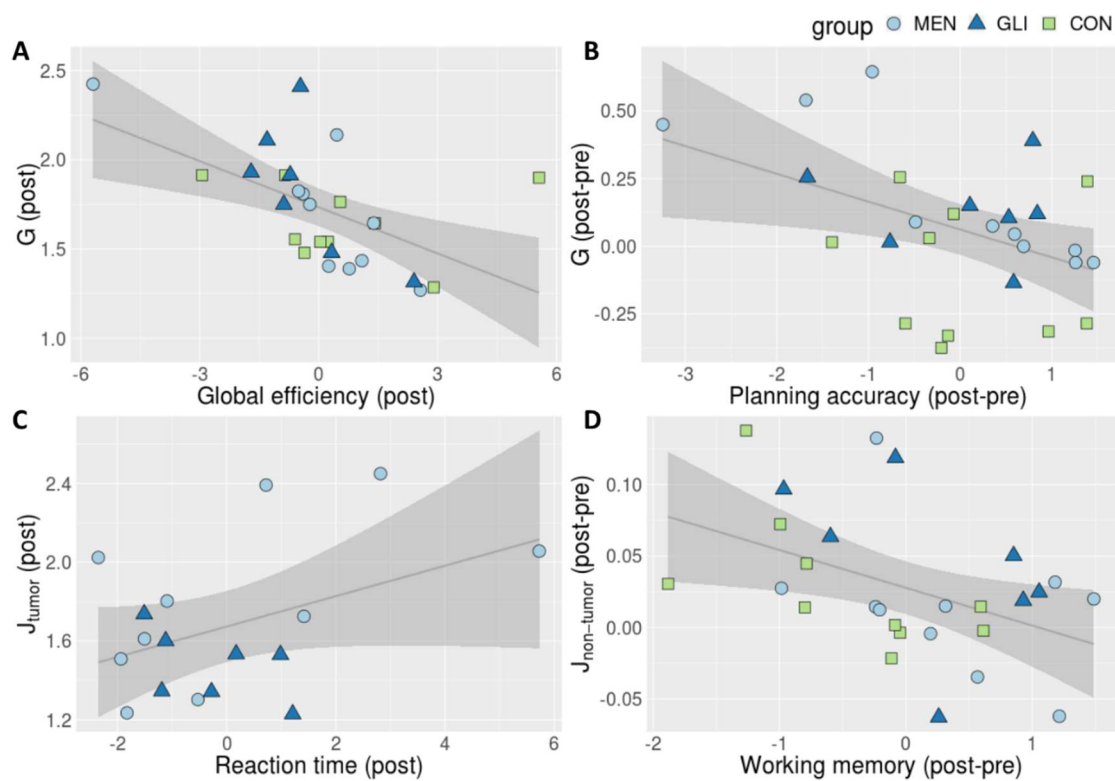 group MEN GLI CON
A
G (post)
2.5
2.0
1.5
1.0
-6
-3
0
3
6
Global efficiency (post)
B
G (post-pre)
0.50
0.25
0.00
-0.25
-3
-2
-1
0
1
Planning accuracy (post-pre)
C
Jtumor (post)
2.4
2.0
1.6
1.2
-2
0
2
4
6
Reaction time (post)
D
Jnon−tumor (post-pre)
0.10
0.05
0.00
-0.05
-2
-1
0
1
Working memory (post-pre)